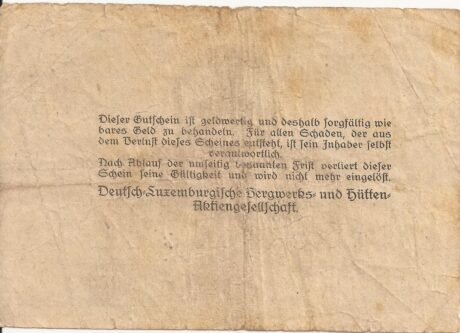 Dieser Gutschein ist geldwertig und deshalb sorgfältig wie
bares Geld zu behandeln. Für allen Schaden, der aus
dem Verlust dieses Scheines entsteht, ist sein Inhaber selbst
verantwortlich.
Nach Ablauf der umseitig benannten Frist verliert dieser
Schein seine Gültigkeit und wird nicht mehr eingelöst.
Deutsch-Luxemburgische Bergwerks- und Hütten-
Aktiengesellschaft.